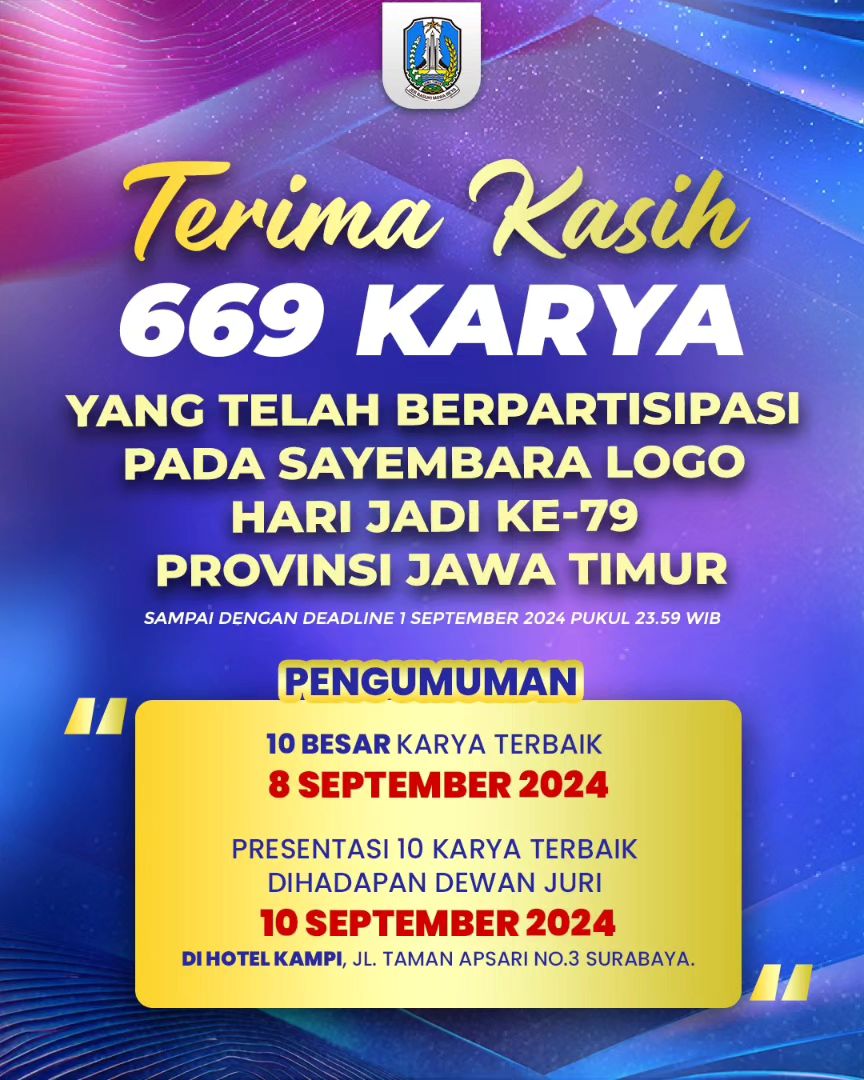 Terima Kasih
669 KARYA
YANG TELAH BERPARTISIPASI
PADA SAYEMBARA LOGO
HARI JADI KE-79
PROVINSI JAWA TIMUR
SAMPAI DENGAN DEADLINE 1 SEPTEMBER 2024 PUKUL 23.59 WIB
PENGUMUMAN
10 BESAR KARYA TERBAIK
8 SEPTEMBER 2024
PRESENTASI 10 KARYA TERBAIK
DIHADAPAN DEWAN JURI
10 SEPTEMBER 2024
DI HOTEL KAMPI, JL. TAMAN APSARI NO.3 SURABAYA.